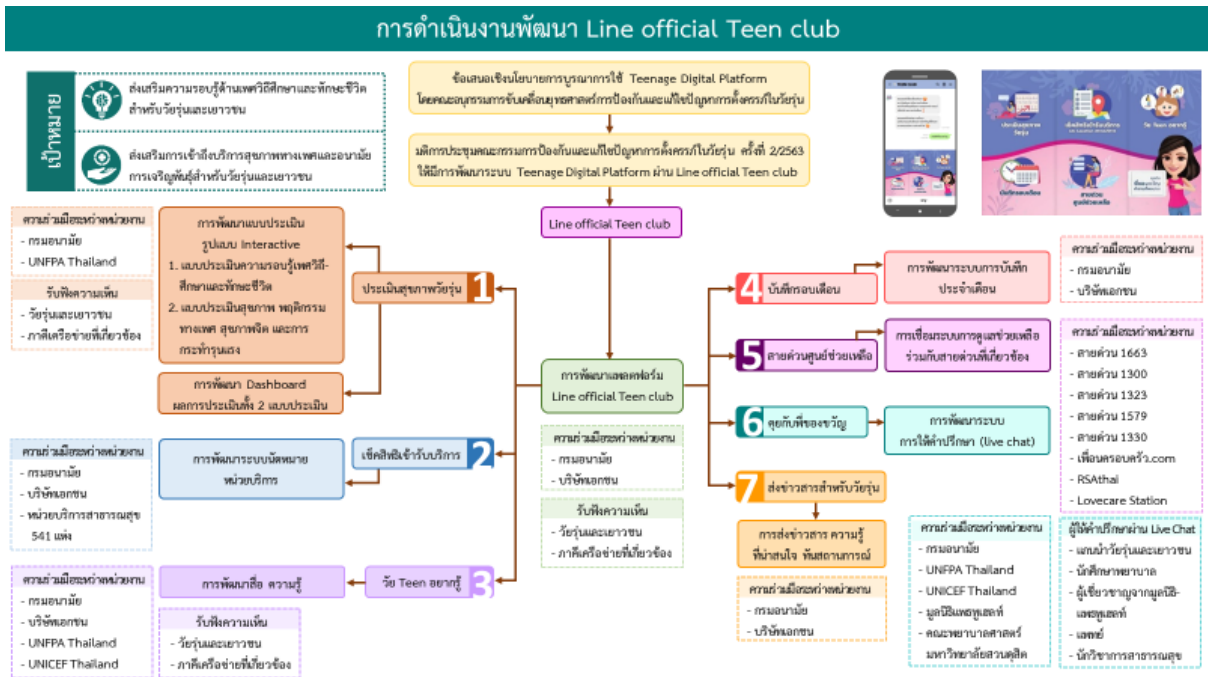 การดำเนินงานพัฒนา Line official Teen club
เป้าหมาย
ส่งเสริมความรอบรู้ด้านเพศวิถีศึกษาและทักษะชีวิต
สำหรับวัยรุ่นและเยาวชน
ส่งเสริมการเข้าถึงบริการสุขภาพทางเพศและอนามัย
การเจริญพันธุ์สำหรับวัยรุ่นและเยาวชน
ข้อเสนอเชิงนโยบายการบูรณาการใช้ Teenage Digital Platform
โดยคณะอนุกรรมการขับเคลื่อนยุทธศาสตร์การป้องกันและแก้ไขปัญหาการตั้งครรภ์ในวัยรุ่น
มติการประชุมคณะกรรมการป้องกันและแก้ไขปัญหาการตั้งครรภ์ในวัยรุ่น ครั้งที่ 2/2563
ให้มีการพัฒนาระบบ Teenage Digital Platform ผ่าน Line official Teen club
Line official Teen club
ประเมินสุขภาพ
วัยรุ่น
วัย Teen อยากรู้
บันทึกรอบเดือน
สายด่วน
ศูนย์ช่วยเหลือ
ความร่วมมือระหว่างหน่วยงาน
- กรมอนามัย
- UNFPA Thailand
รับฟังความเห็น
- วัยรุ่นและเยาวชน
- ภาคีเครือข่ายที่เกี่ยวข้อง
การพัฒนาแบบประเมิน
รูปแบบ Interactive
1. แบบประเมินความรอบรู้เพศวิถี-
ศึกษาและทักษะชีวิต
2. แบบประเมินสุขภาพ พฤติกรรม
ทางเพศ สุขภาพจิต และการ
กระทำรุนแรง
ประเมินสุขภาพวัยรุ่น 1
การพัฒนา Dashboard
ผลการประเมินทั้ง 2 แบบประเมิน
ความร่วมมือระหว่างหน่วยงาน
- กรมอนามัย
- บริษัทเอกชน
- หน่วยบริการสาธารณสุข
541 แห่ง
การพัฒนาระบบนัดหมาย
หน่วยบริการ
เช็คสิทธิเข้ารับบริการ 2
ความร่วมมือระหว่างหน่วยงาน
- กรมอนามัย
- บริษัทเอกชน
- UNFPA Thailand
- UNICEF Thailand
การพัฒนาสื่อ ความรู้
วัย Teen อยากรู้ 3
รับฟังความเห็น
- วัยรุ่นและเยาวชน
- ภาคีเครือข่ายที่เกี่ยวข้อง
การพัฒนาแพลตฟอร์ม
Line official Teen club
ความร่วมมือระหว่างหน่วยงาน
- กรมอนามัย
- บริษัทเอกชน
รับฟังความเห็น
- วัยรุ่นและเยาวชน
- ภาคีเครือข่ายที่เกี่ยวข้อง
4 บันทึกรอบเดือน
การพัฒนาระบบการบันทึก
ประจำเดือน
ความร่วมมือระหว่างหน่วยงาน
- กรมอนามัย
- บริษัทเอกชน
5 สายด่วนศูนย์ช่วยเหลือ
การเชื่อมระบบการดูแลช่วยเหลือ
ร่วมกับสายด่วนที่เกี่ยวข้อง
ความร่วมมือระหว่างหน่วยงาน
- สายด่วน 1663
- สายด่วน 1300
- สายด่วน 1323
- สายด่วน 1579
- สายด่วน 1330
- เพื่อนครอบครัว.com
- RSAthai
- Lovecare Station
6 คุยกับพี่ของขวัญ
การพัฒนาระบบ
การให้คำปรึกษา (live chat)
7 ส่งข่าวสารสำหรับวัยรุ่น
การส่งข่าวสาร ความรู้
ที่น่าสนใจ ทันสถานการณ์
ความร่วมมือระหว่างหน่วยงาน
- กรมอนามัย
- บริษัทเอกชน
ความร่วมมือระหว่างหน่วยงาน
- กรมอนามัย
- UNFPA Thailand
- UNICEF Thailand
- มูลนิธิแพธทูเฮลท์
- คณะพยาบาลศาสตร์
มหาวิทยาลัยสวนดุสิต
ผู้ให้คำปรึกษาผ่าน Live Chat
- แกนนำวัยรุ่นและเยาวชน
- นักศึกษาพยาบาล
- ผู้เชี่ยวชาญจากมูลนิธิ-
แพธทูเฮลท์
- แพทย์
- นักวิชาการสาธารณสุข